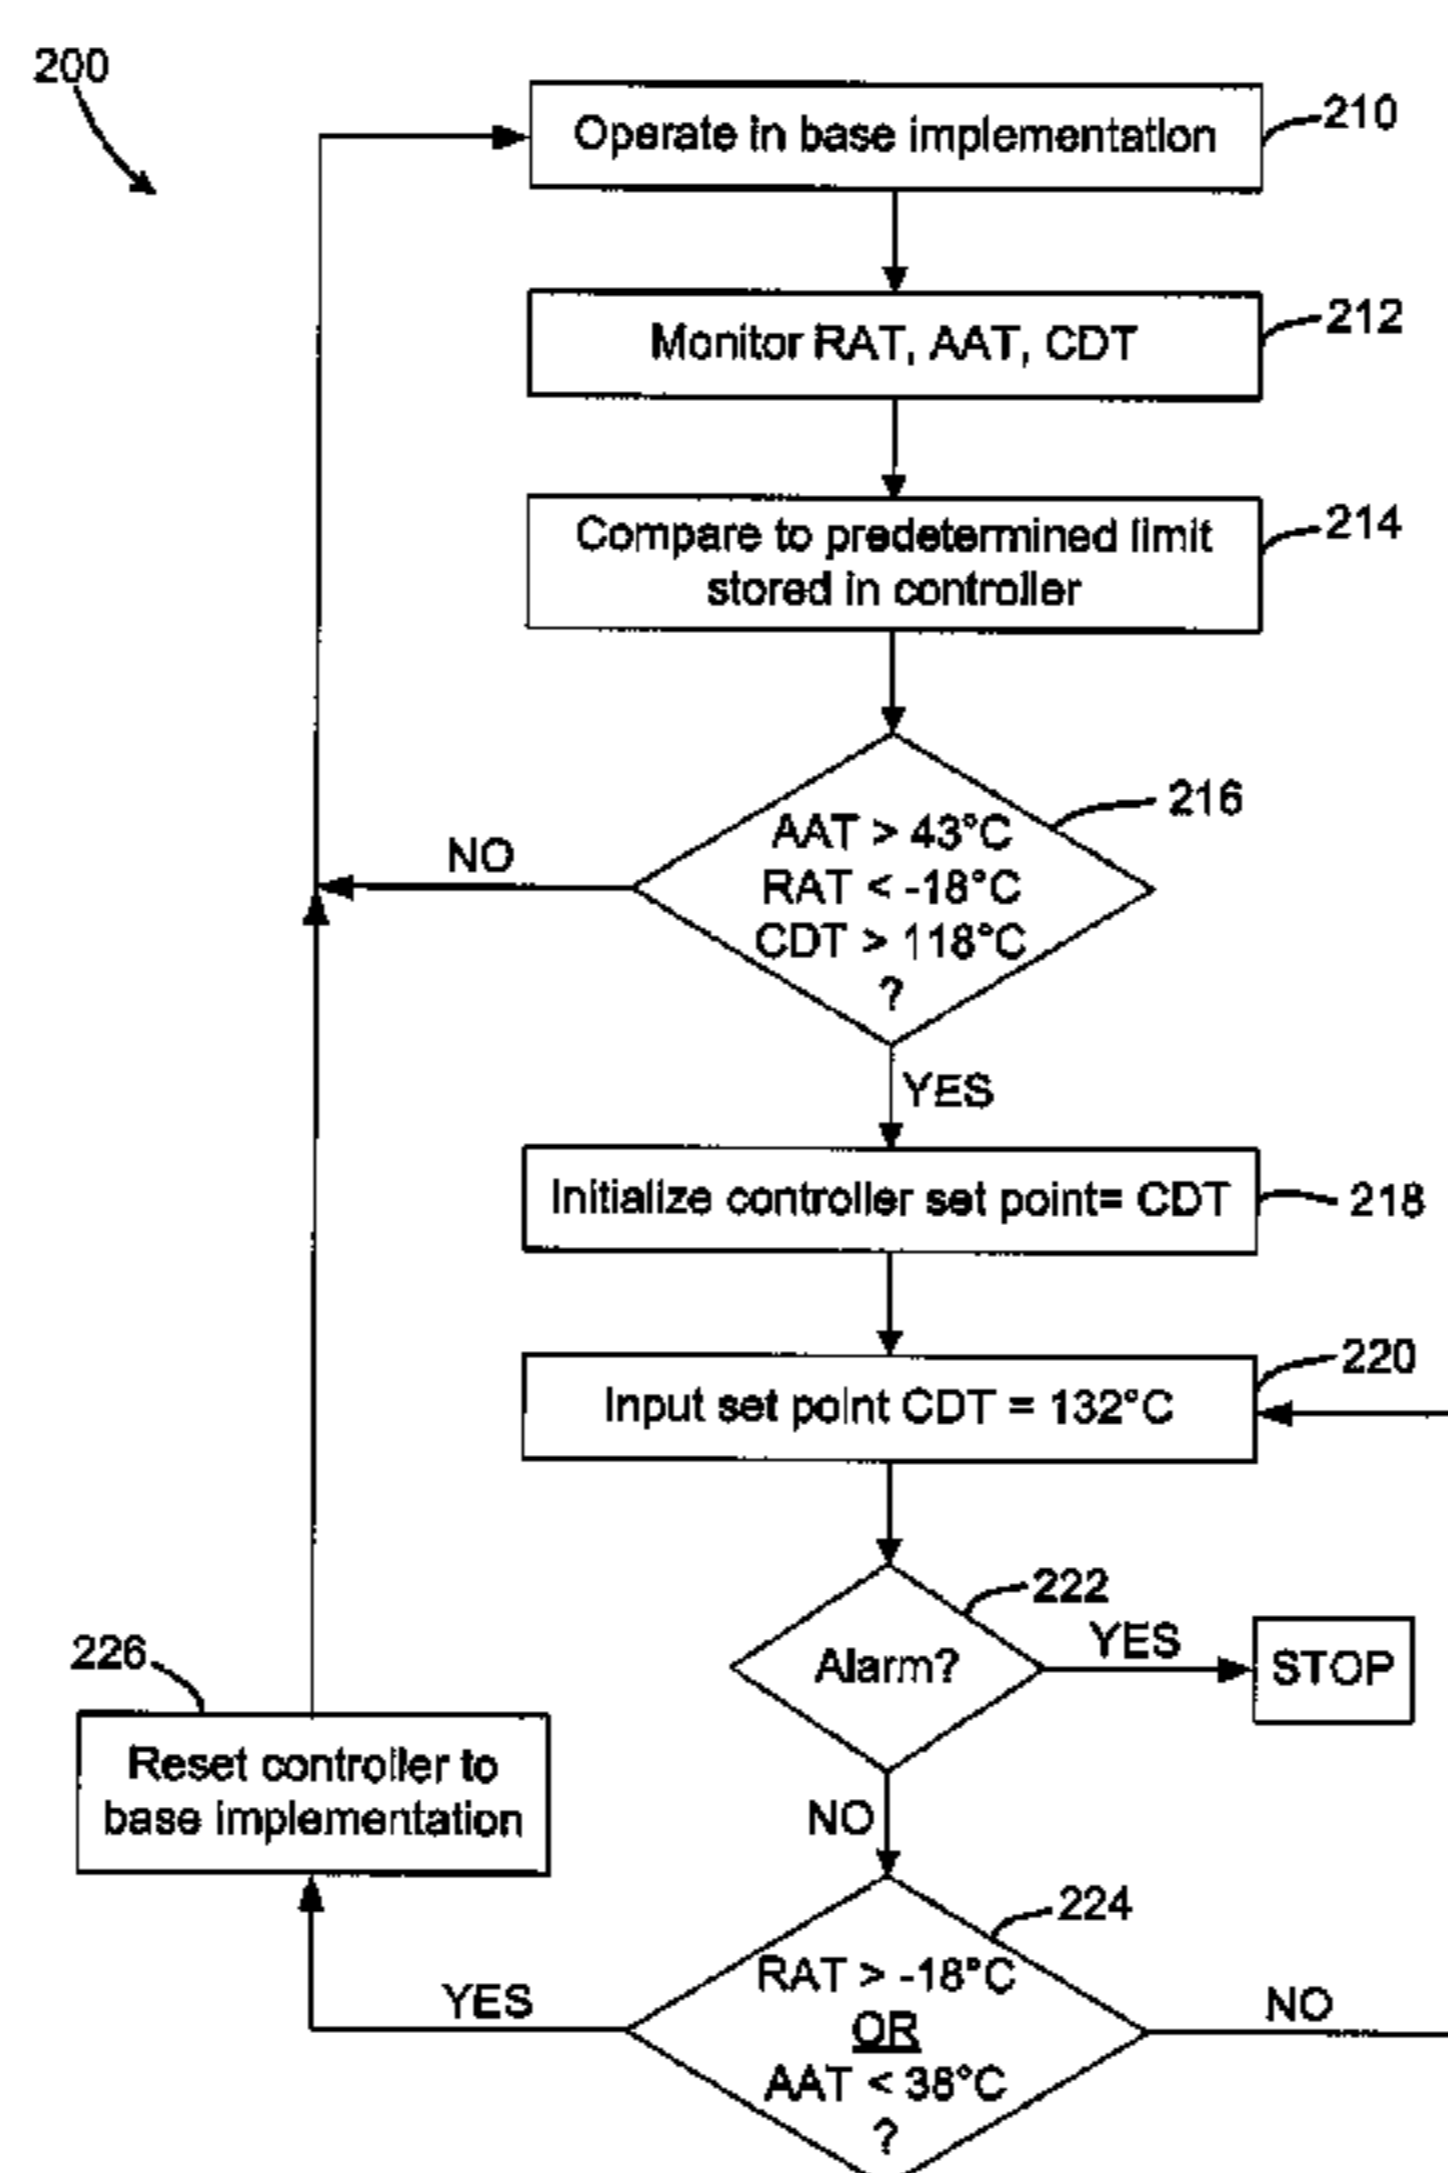 200
Operate in base implementation
210
Monitor RAT, AAT, CDT
212
Compare to predetermined limit
stored in controller
214
AAT > 43°C
RAT < -18°C
CDT > 118°C
?
216
NO
YES
Initialize controller set point= CDT
218
Input set point CDT = 132°C
220
Alarm?
222
YES
STOP
NO
226
Reset controller to
base implementation
RAT > -18°C
OR
AAT < 38°C
?
224
YES
NO